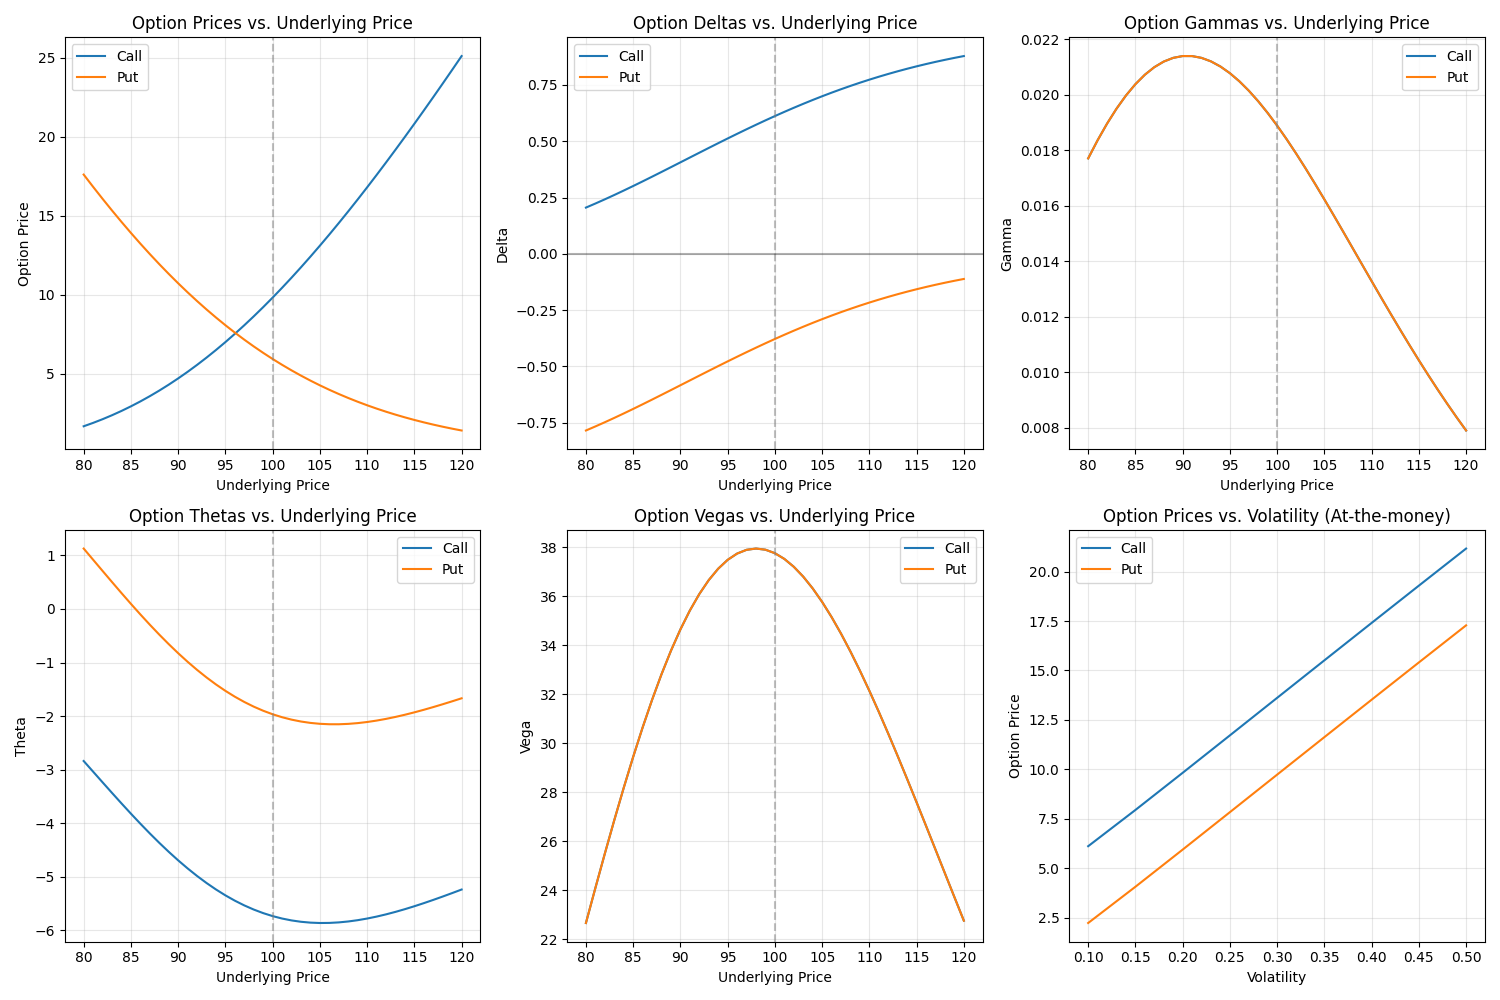 Option Prices vs. Underlying Price
Call
Put
Option Price
25
20
15
10
5
80 85 90 95 100 105 110 115 120
Underlying Price
Option Deltas vs. Underlying Price
Call
Put
Delta
0.75
0.50
0.25
0.00
−0.25
−0.50
−0.75
80 85 90 95 100 105 110 115 120
Underlying Price
Option Gammas vs. Underlying Price
Call
Put
Gamma
0.022
0.020
0.018
0.016
0.014
0.012
0.010
0.008
80 85 90 95 100 105 110 115 120
Underlying Price
Option Thetas vs. Underlying Price
Call
Put
Theta
1
0
−1
−2
−3
−4
−5
−6
80 85 90 95 100 105 110 115 120
Underlying Price
Option Vegas vs. Underlying Price
Call
Put
Vega
38
36
34
32
30
28
26
24
22
80 85 90 95 100 105 110 115 120
Underlying Price
Option Prices vs. Volatility (At-the-money)
Call
Put
Option Price
20.0
17.5
15.0
12.5
10.0
7.5
5.0
2.5
0.10 0.15 0.20 0.25 0.30 0.35 0.40 0.45 0.50
Volatility